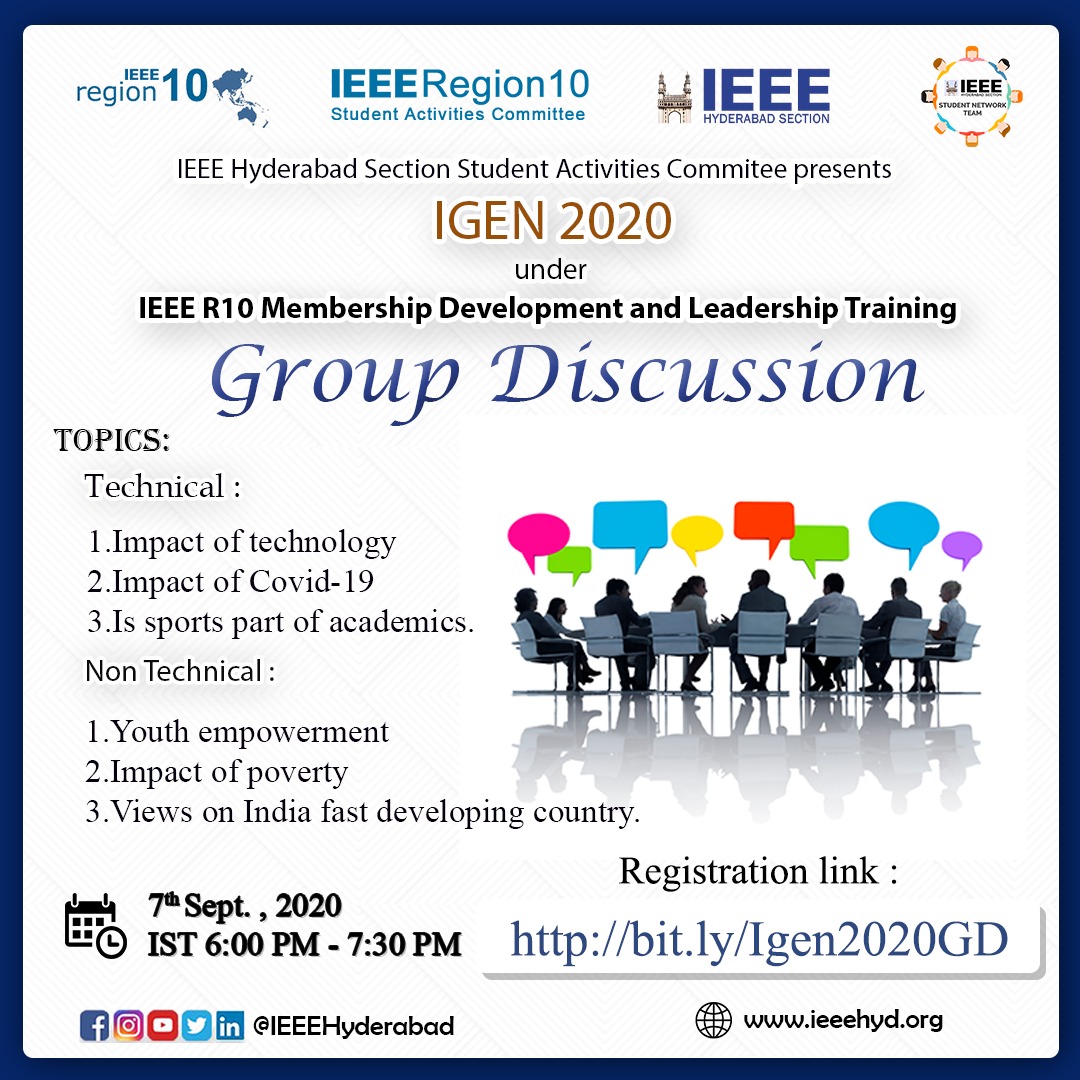 IEEE
region 10
IEEE Region 10
Student Activities Committee
IEEE
HYDERABAD SECTION
IEEE
HYDERABAD SECTION
STUDENT NETWORK
TEAM
IEEE Hyderabad Section Student Activities Commitee presents
IGEN 2020
under
IEEE R10 Membership Development and Leadership Training
Group Discussion
TOPICS:
Technical :
1.Impact of technology
2.Impact of Covid-19
3.Is sports part of academics.
Non Technical :
1.Youth empowerment
2.Impact of poverty
3.Views on India fast developing country.
Registration link :
http://bit.ly/Igen2020GD
7th Sept. , 2020
IST 6:00 PM - 7:30 PM
@IEEEHyderabad
www.ieeehyd.org